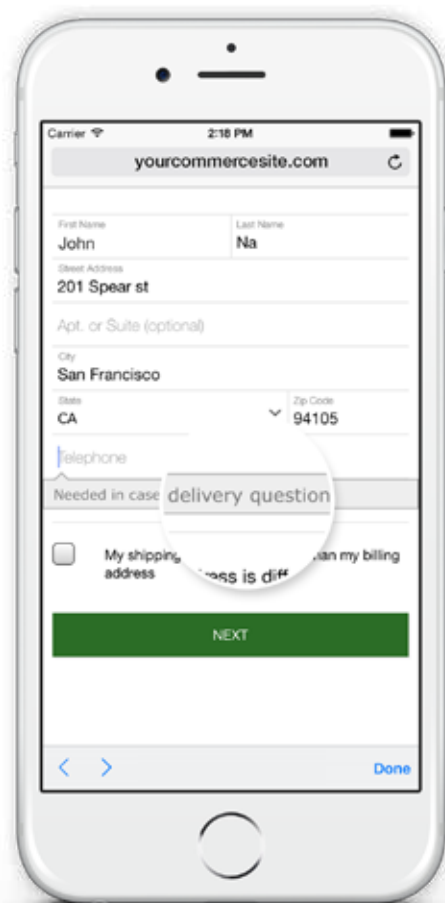 Carrier 2:18 PM
yourcommercesite.com
First Name Last Name
John Na
Street Address
201 Spear st
Apt. or Suite (optional)
City
San Francisco
State Zip Code
CA 94105
Telephone
Needed in case delivery question
My shipping ress is diff han my billing
address
NEXT
Done